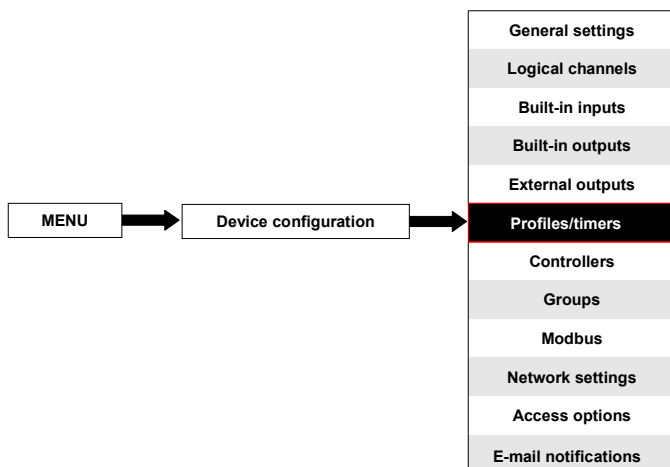 General settings
Logical channels
Built-in inputs
Built-in outputs
External outputs
MENU
Device configuration
Profiles/timers
Controllers
Groups
Modbus
Network settings
Access options
E-mail notifications